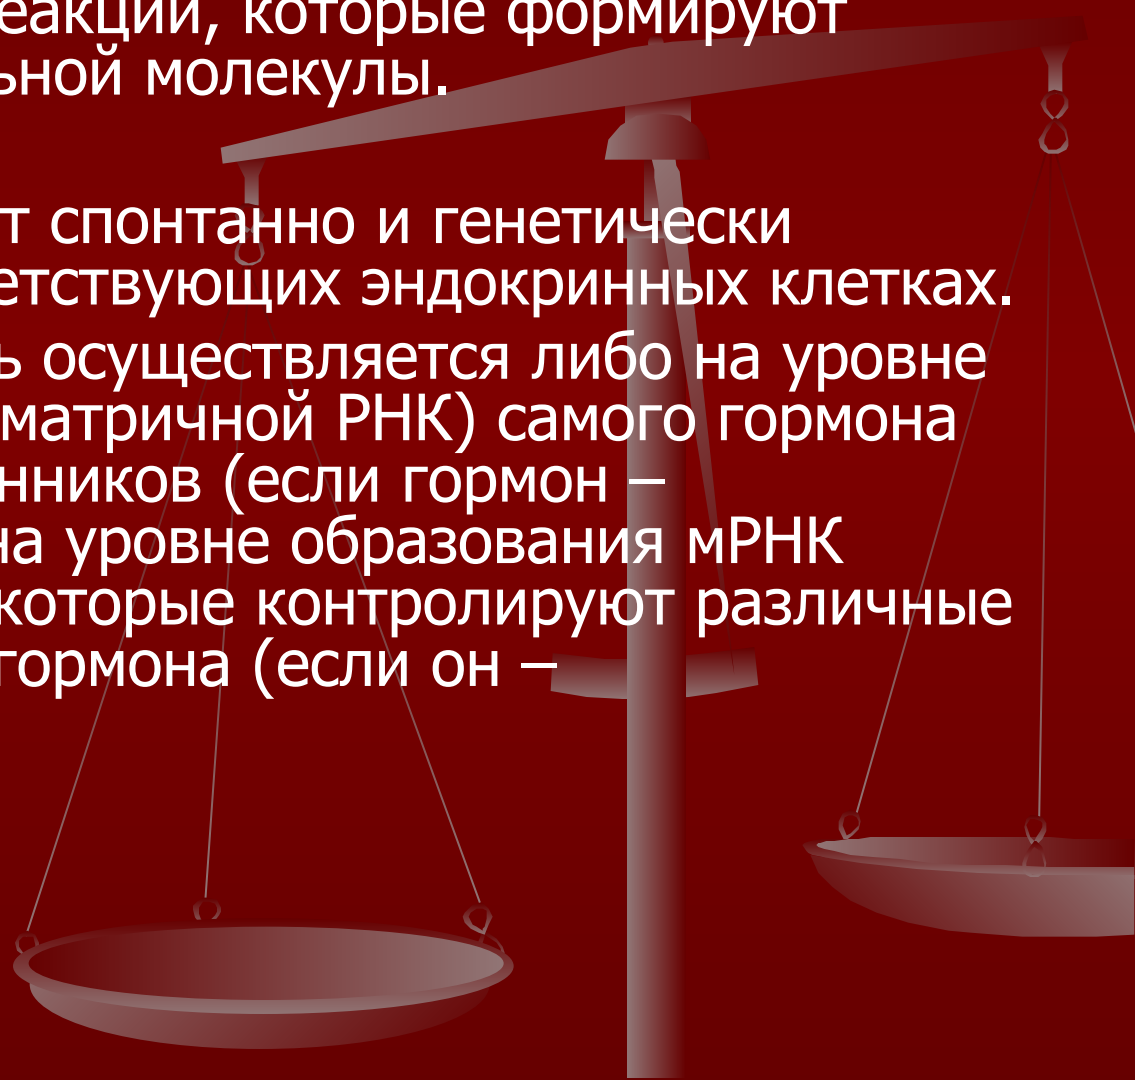 еакции, которые формируют
ьной молекулы.
т спонтанно и генетически
етствующих эндокринных клетках.
ь осуществляется либо на уровне
матричной РНК) самого гормона
нников (если гормон –
на уровне образования мРНК
которые контролируют различные
гормона (если он –